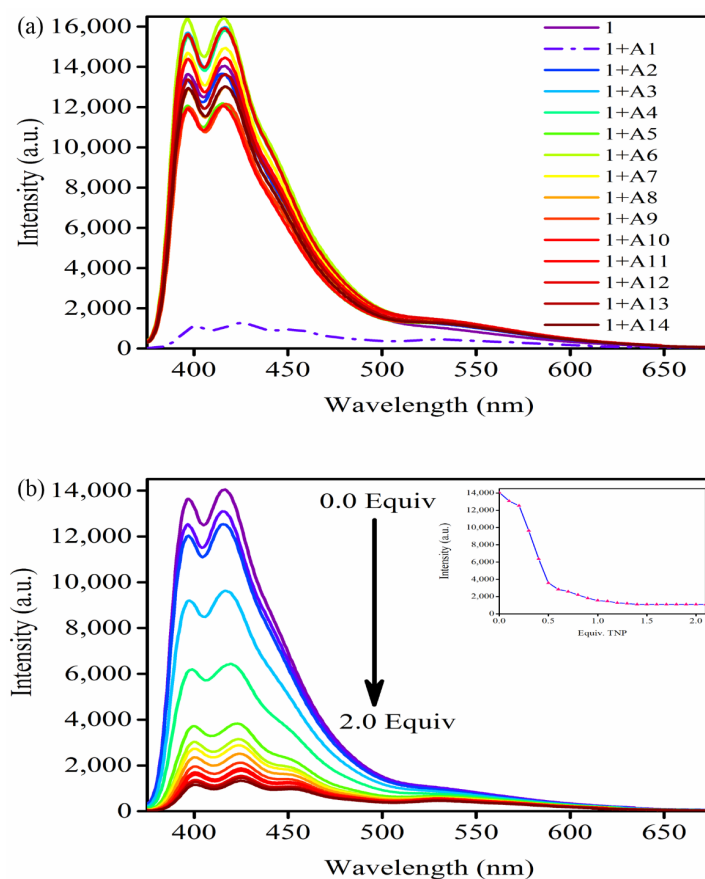 (a)
16,000
14,000
12,000
10,000
8,000
6,000
4,000
2,000
0
Intensity (a.u.)
1
1+A1
1+A2
1+A3
1+A4
1+A5
1+A6
1+A7
1+A8
1+A9
1+A10
1+A11
1+A12
1+A13
1+A14
400 450 500 550 600 650
Wavelength (nm)
(b)
14,000
12,000
10,000
8,000
6,000
4,000
2,000
0
Intensity (a.u.)
0.0 Equiv
2.0 Equiv
14,000
12,000
10,000
8,000
6,000
4,000
2,000
0
Intensity (a.u.)
0.0 0.5 1.0 1.5 2.0
Equiv. TNP
400 450 500 550 600 650
Wavelength (nm)